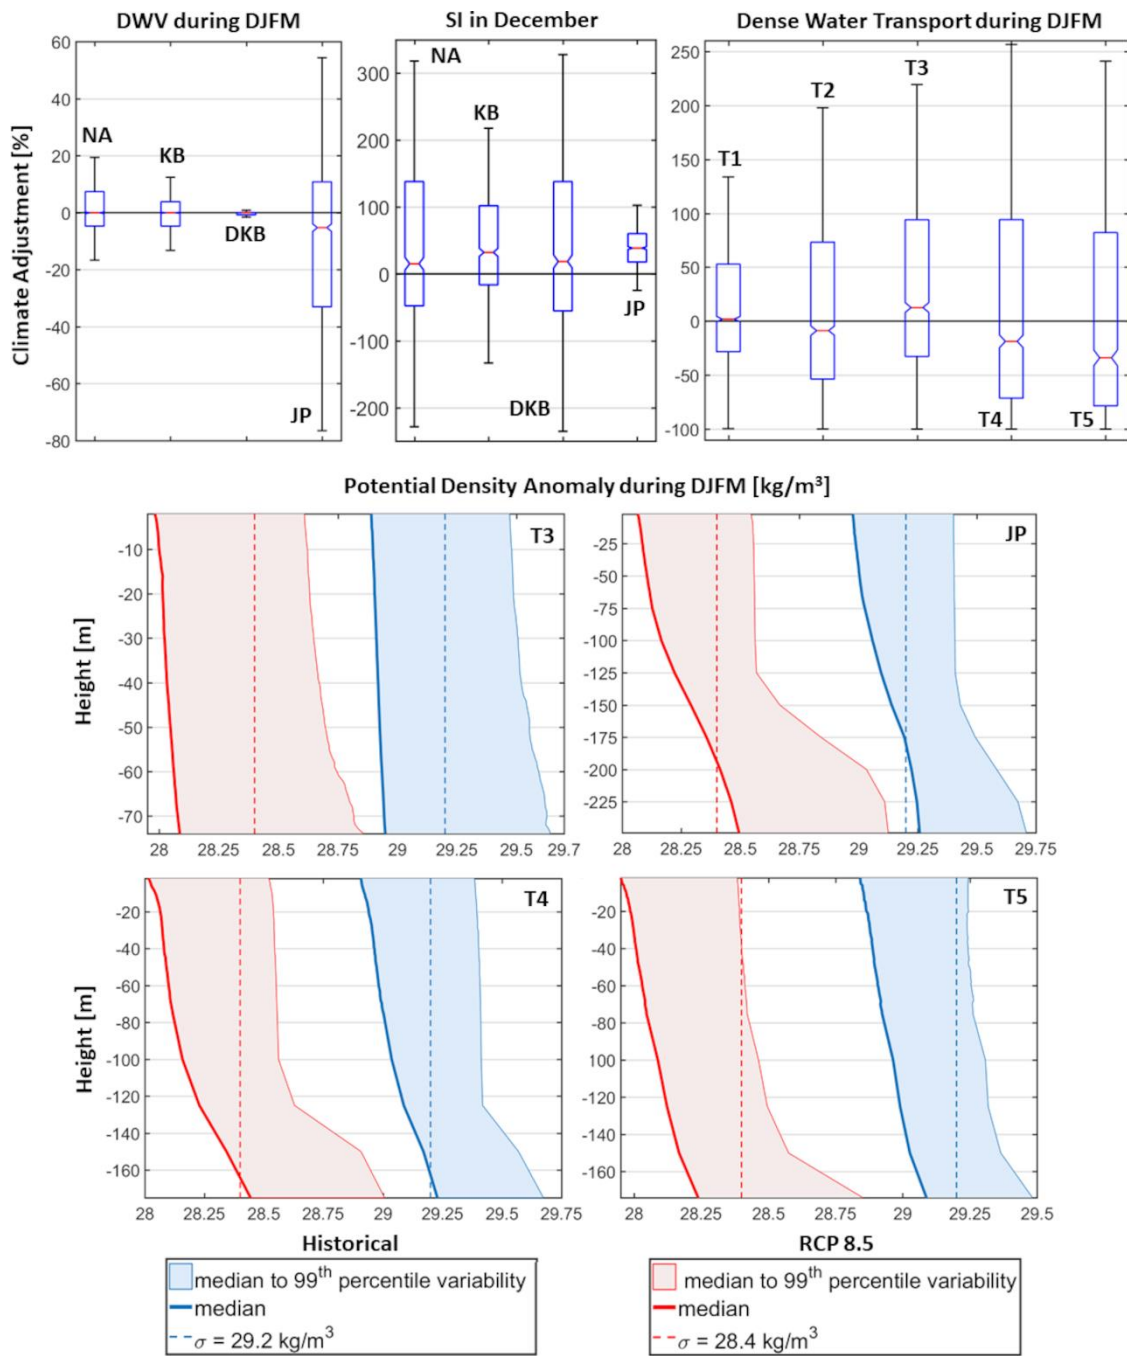 DWV during DJFM
SI in December
Dense Water Transport during DJFM
Climate Adjustment [%]
60
40
20
0
-20
-40
-60
-80
NA
KB
DKB
JP
300
200
100
0
-100
-200
NA
KB
DKB
JP
250
200
150
100
50
0
-50
-100
T1
T2
T3
T4
T5
Potential Density Anomaly during DJFM [kg/m³]
Height [m]
-10
-20
-30
-40
-50
-60
-70
T3
28 28.25 28.5 28.75 29 29.25 29.5 29.7
-25
-50
-75
-100
-125
-150
-175
-200
-225
JP
28 28.25 28.5 28.75 29 29.25 29.5 29.75
Height [m]
-20
-40
-60
-80
-100
-120
-140
-160
T4
28 28.25 28.5 28.75 29 29.25 29.5 29.75
-20
-40
-60
-80
-100
-120
-140
-160
T5
28 28.25 28.5 28.75 29 29.25 29.5
Historical
median to 99th percentile variability
median
σ = 29.2 kg/m³
RCP 8.5
median to 99th percentile variability
median
σ = 28.4 kg/m³